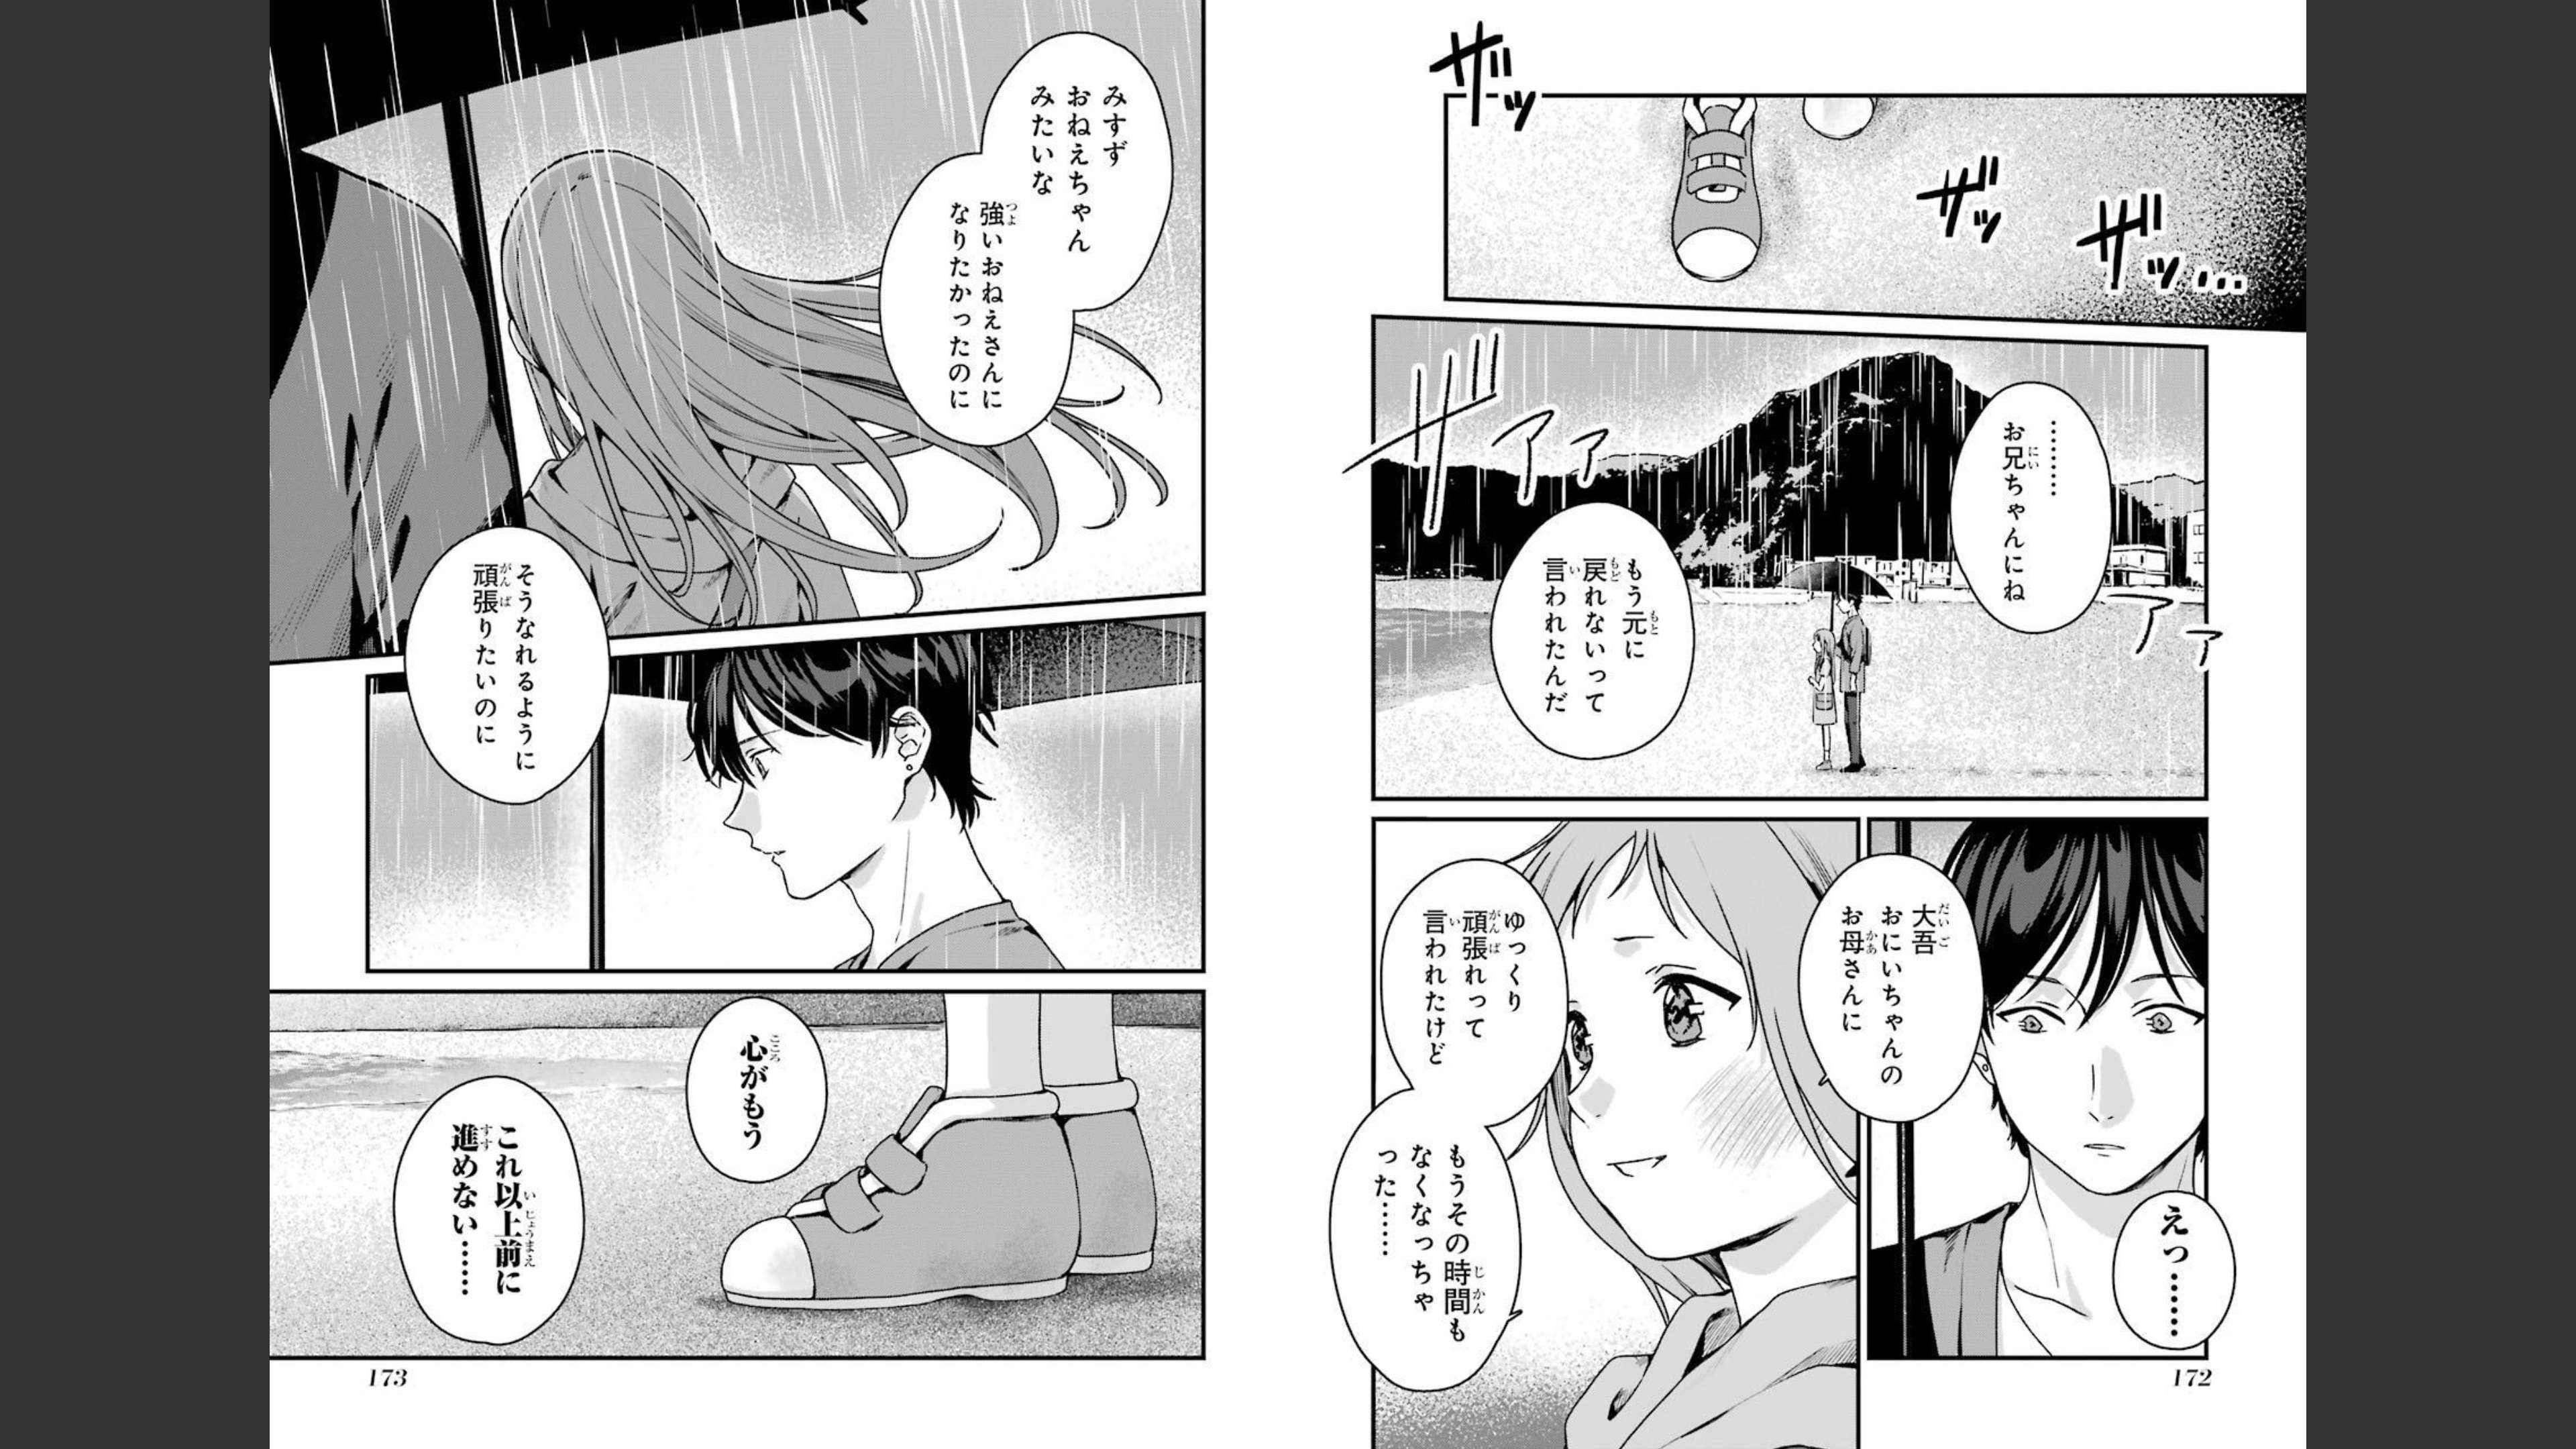 ザッ
ザッ
ザッ…
ザアァ
………
お兄ちゃんにね
もう元に
戻れないって
言われたんだ
アァ
えっ……
大吾
おにいちゃんの
お母さんに
ゆっくり
頑張れって
言われたけど
もうその時間も
なくなっちゃ
った……
172
みすず
おねえちゃん
みたいな
強いおねえさんに
なりたかったのに
そうなれるように
頑張りたいのに
心がもう
これ以上前に
進めない……
173